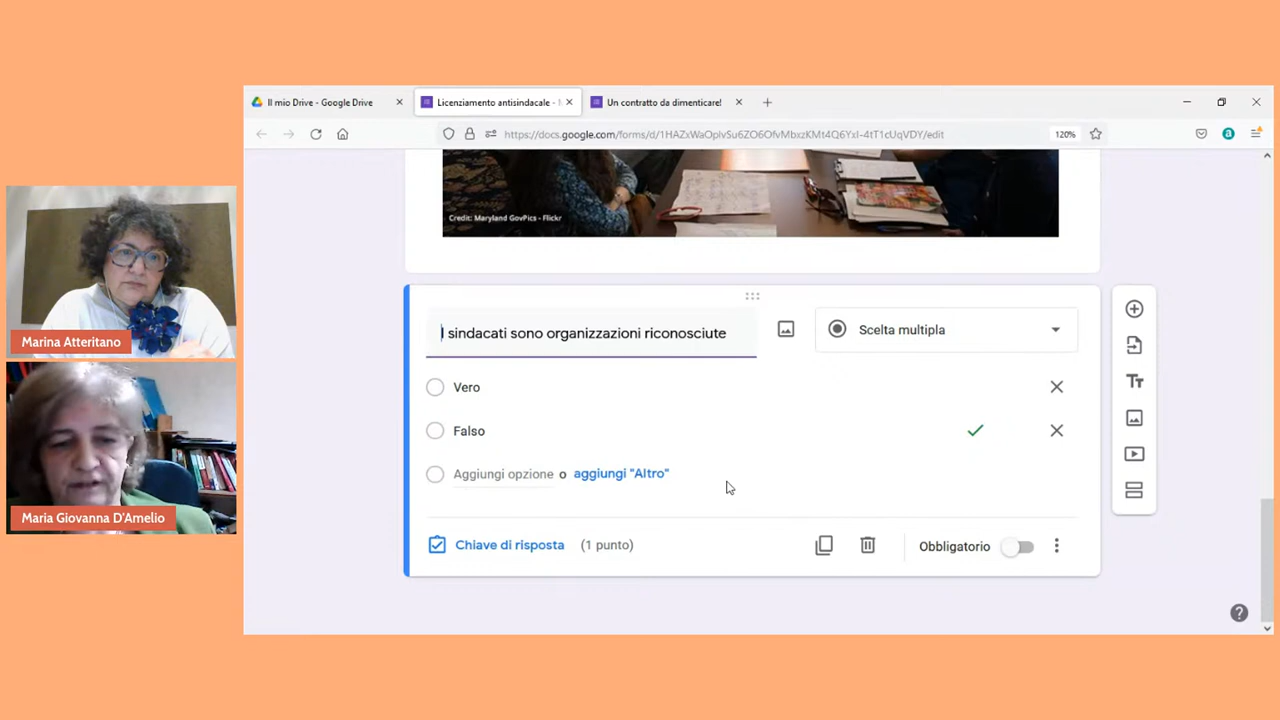 Il mio Drive - Google Drive
Licenziamento antisindacale -
Un contratto da dimenticare!
https://docs.google.com/forms/d/1HAZxWaOplvSu6ZO6OfvMbxzKMt4Q6YxI-4tT1cUqVDY/edit
120%
Credit: Maryland GovPics - Flickr
I sindacati sono organizzazioni riconosciute
Scelta multipla
Vero
Falso
Aggiungi opzione o aggiungi "Altro"
Chiave di risposta (1 punto)
Obbligatorio
Tт
Marina Atteritano
Maria Giovanna D'Amelio